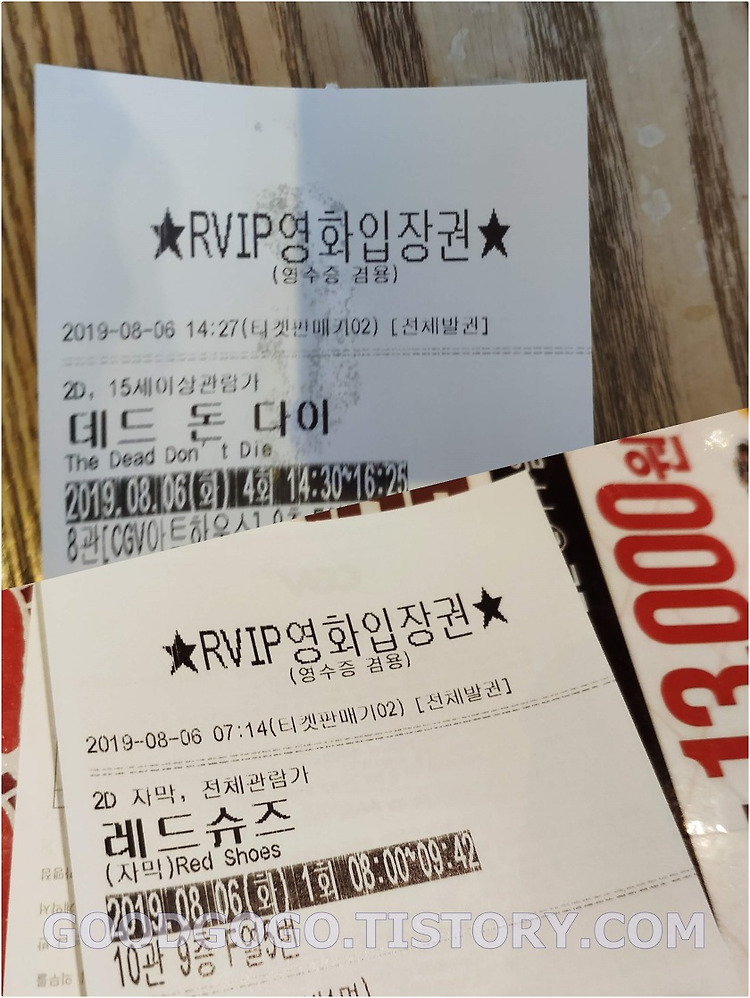 ★RVIP영화입장권★
(영수증 겸용)
2019-08-06 14:27(티켓판매기02) [전체발권]
2D, 15세이상관람가
데드 돈 다이
The Dead Don't Die
2019.08.06(화) 4회 14:30~16:25
8관[CGV아트하우스]
13,000원
★RVIP영화입장권★
(영수증 겸용)
2019-08-06 07:14(티켓판매기02) [전체발권]
2D 자막, 전체관람가
레드슈즈
(자막)Red Shoes
2019.08.06(화) 1회 08:00~09:42
10관 9층
GOODGOGO.TISTORY.COM